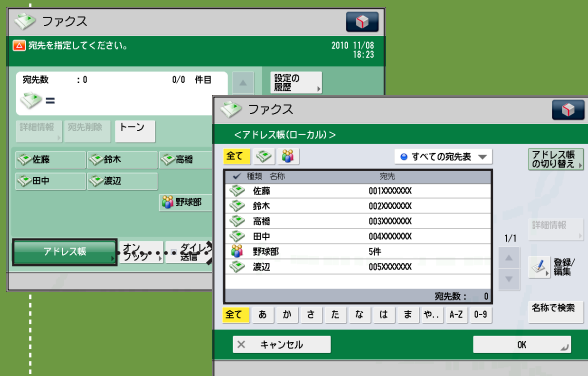 ファクス
宛先を指定してください。
2010 11/08
18:23
宛先数 :0 0/0 件目
設定の
履歴
=
詳細情報 宛先削除 トーン
佐藤 鈴木 高橋
田中 渡辺
野球部
アドレス帳
オン
フック
ダイレク
送信
ファクス
<アドレス帳(ローカル)>
全て
すべての宛先表
アドレス帳
の切り替え
種類 名称 宛先
佐藤 001XXXXXXX
鈴木 002XXXXXXX
高橋 003XXXXXXX
田中 004XXXXXXX
野球部 5件
渡辺 005XXXXXXX
宛先数: 0
1/1
詳細情報
登録/
編集
名称で検索
全て あ か さ た な は ま や.. A-Z 0-9
× キャンセル
OK